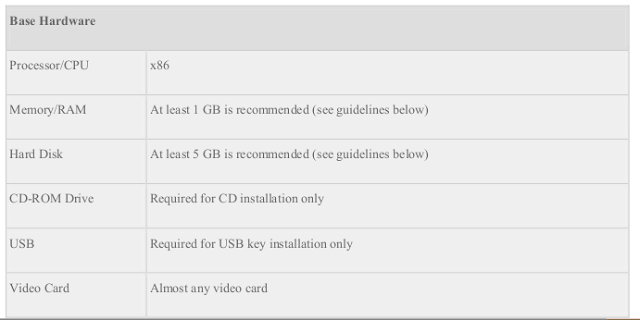 Base Hardware
Processor/CPU x86
Memory/RAM At least 1 GB is recommended (see guidelines below)
Hard Disk At least 5 GB is recommended (see guidelines below)
CD-ROM Drive Required for CD installation only
USB Required for USB key installation only
Video Card Almost any video card